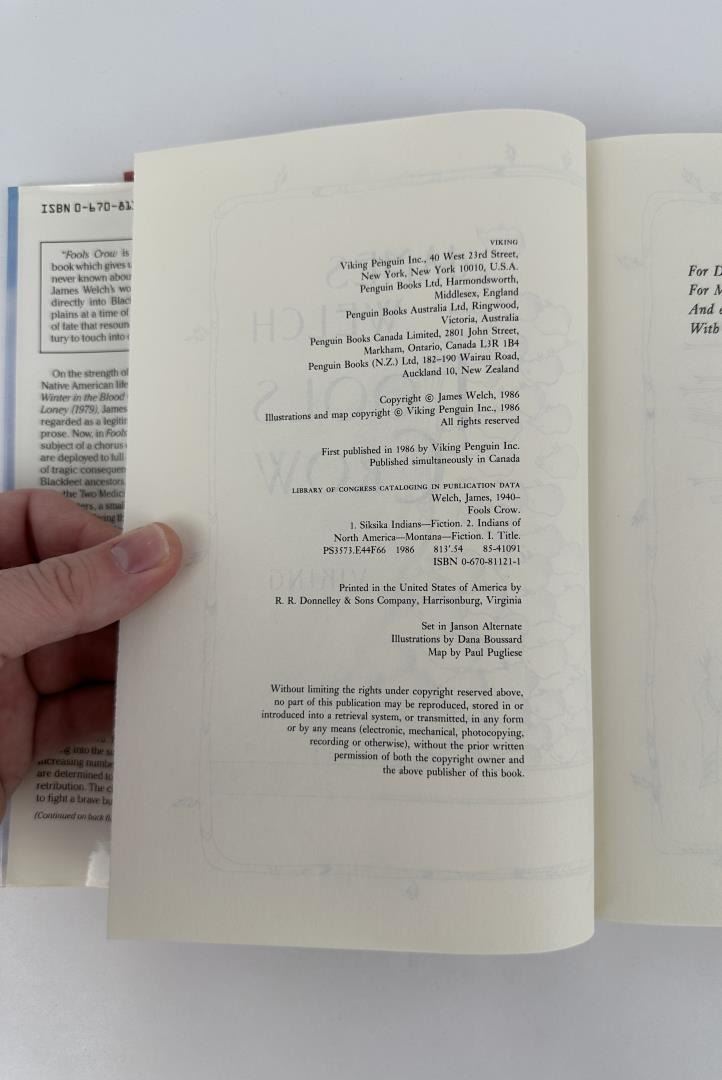 ISBN 0-670-81
"Fools Crow is
book which gives
never known abou
James Welch's wo
directly into Blac
plains at a time of
of fate that resoun
tury to touch into
On the strength of
Native American life
Winter in the Blood
Loney (1979), James
regarded as a legitir
prose. Now, in Fools
subject of a chorus
are deployed to full
of tragic consequen
Blackfeet ancestors.
the Two Medici
a smal
into the su
increasing numbe
are determined to
retribution. The c
to fight a brave bu
(Continued on back fl
VIKING
Viking Penguin Inc., 40 West 23rd Street,
New York, New York 10010, U.S.A.
Penguin Books Ltd, Harmondsworth,
Middlesex, England
Penguin Books Australia Ltd, Ringwood,
Victoria, Australia
Penguin Books Canada Limited, 2801 John Street,
Markham, Ontario, Canada L3R 1B4
Penguin Books (N.Z.) Ltd, 182–190 Wairau Road,
Auckland 10, New Zealand
Copyright © James Welch, 1986
Illustrations and map copyright © Viking Penguin Inc., 1986
All rights reserved
First published in 1986 by Viking Penguin Inc.
Published simultaneously in Canada
LIBRARY OF CONGRESS CATALOGING IN PUBLICATION DATA
Welch, James, 1940–
Fools Crow.
1. Siksika Indians—Fiction. 2. Indians of
North America—Montana—Fiction. I. Title.
PS3573.E44F66 1986 813'.54 85-41091
ISBN 0-670-81121-1
Printed in the United States of America by
R. R. Donnelley & Sons Company, Harrisonburg, Virginia
Set in Janson Alternate
Illustrations by Dana Boussard
Map by Paul Pugliese
Without limiting the rights under copyright reserved above,
no part of this publication may be reproduced, stored in or
introduced into a retrieval system, or transmitted, in any form
or by any means (electronic, mechanical, photocopying,
recording or otherwise), without the prior written
permission of both the copyright owner and
the above publisher of this book.
For D
For M
And
With